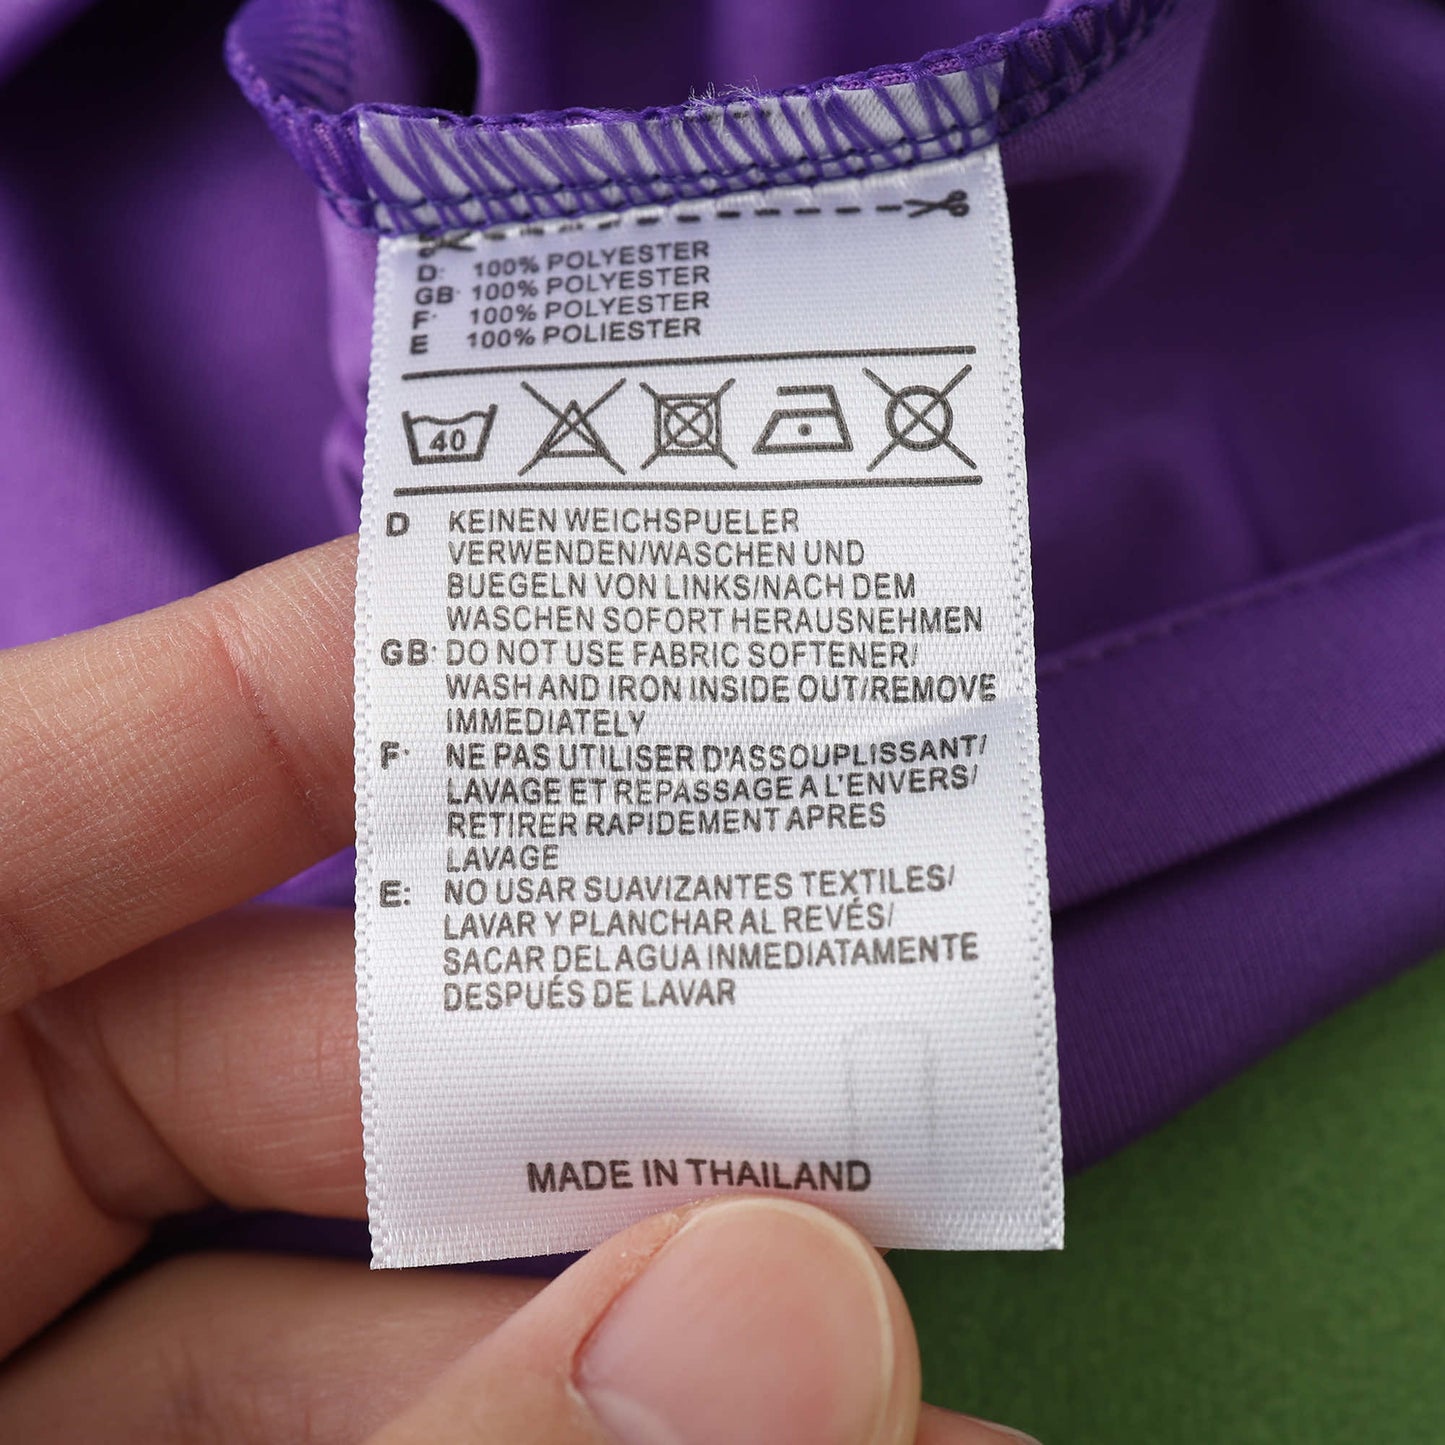 D: 100% POLYESTER
GB: 100% POLYESTER
F: 100% POLYESTER
E 100% POLIESTER
40
D KEINEN WEICHSPUELER
VERWENDEN/WASCHEN UND
BUEGELN VON LINKS/NACH DEM
WASCHEN SOFORT HERAUSNEHMEN
GB: DO NOT USE FABRIC SOFTENER/
WASH AND IRON INSIDE OUT/REMOVE
IMMEDIATELY
F: NE PAS UTILISER D'ASSOUPLISSANT/
LAVAGE ET REPASSAGE A L'ENVERS/
RETIRER RAPIDEMENT APRES
LAVAGE
E: NO USAR SUAVIZANTES TEXTILES/
LAVAR Y PLANCHAR AL REVÉS/
SACAR DEL AGUA INMEDIATAMENTE
DESPUÉS DE LAVAR
MADE IN THAILAND